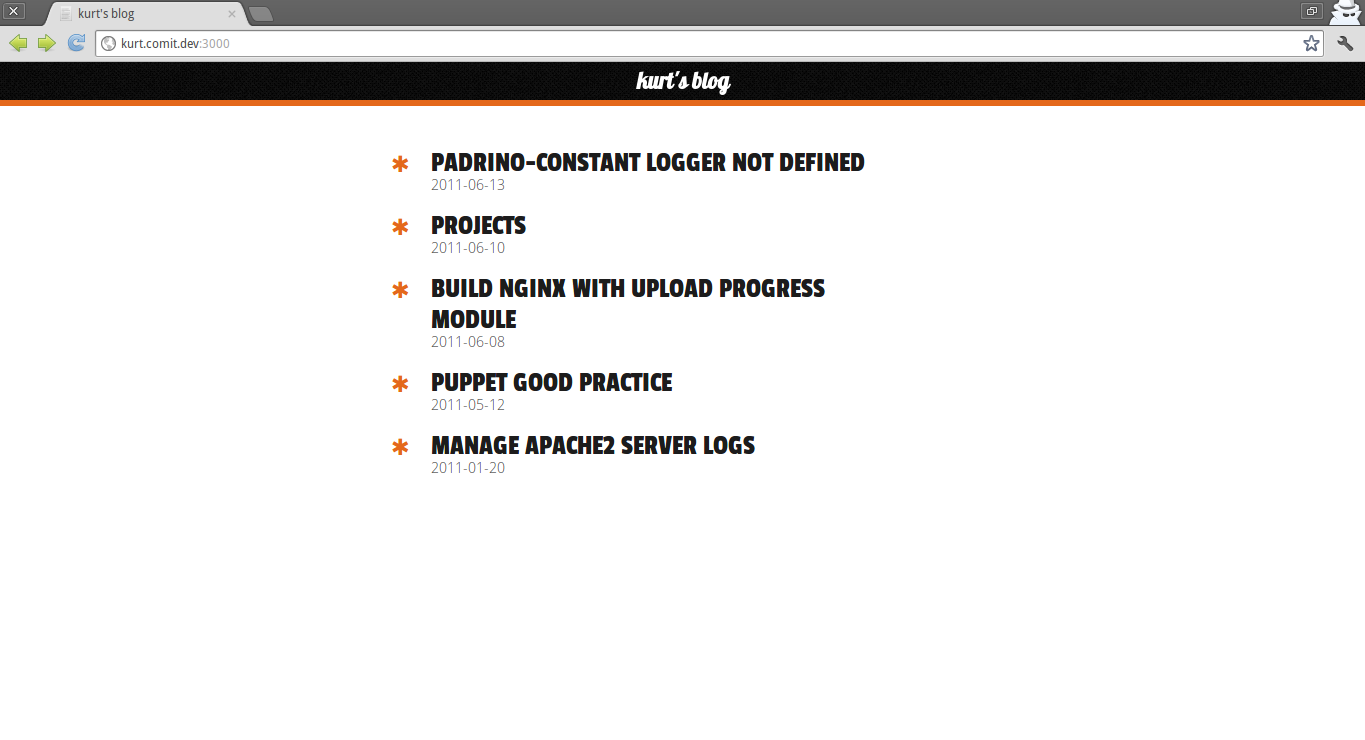 kurt's blog
kurt.comit.dev:3000
kurt's blog
PADRINO-CONSTANT LOGGER NOT DEFINED
2011-06-13
PROJECTS
2011-06-10
BUILD NGINX WITH UPLOAD PROGRESS
MODULE
2011-06-08
PUPPET GOOD PRACTICE
2011-05-12
MANAGE APACHE2 SERVER LOGS
2011-01-20